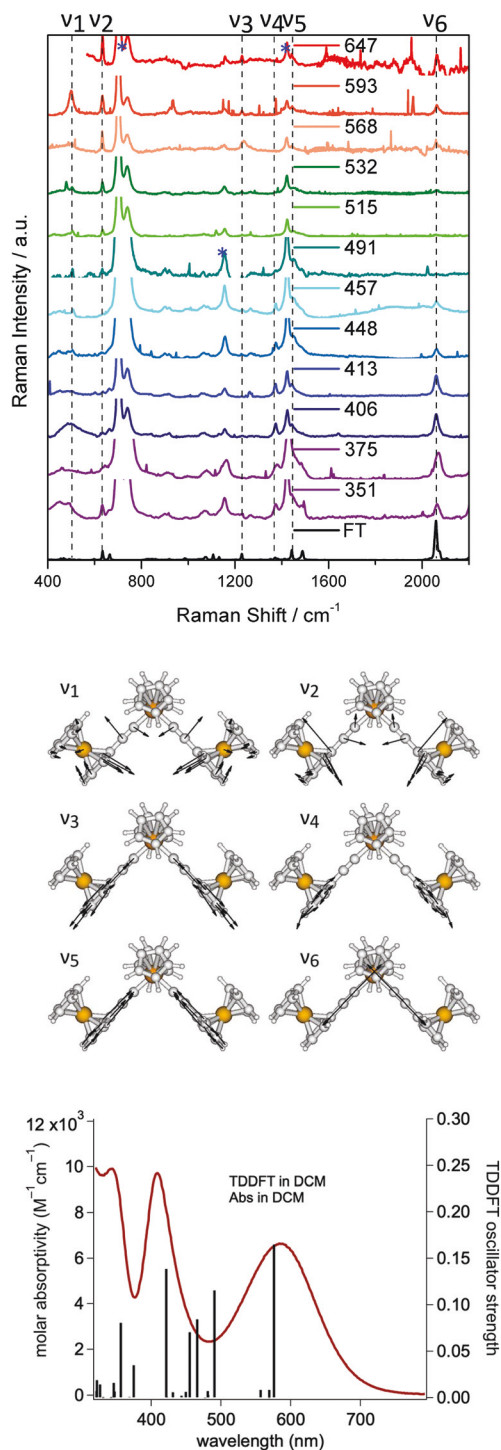 ν1 ν2 ν3 ν4 ν5 ν6
* * 647
593
568
532
515
* 491
457
448
413
406
375
351
FT
Raman Intensity / a.u.
400 800 1200 1600 2000
Raman Shift / cm⁻¹
ν1 ν2
ν3 ν4
ν5 ν6
12 x10³ 0.30
10 0.25
8 0.20
6 0.15
4 0.10
2 0.05
0 0.00
TDDFT in DCM
Abs in DCM
molar absorptivity (M⁻¹cm⁻¹)
TDDFT oscillator strength
400 500 600 700
wavelength (nm)